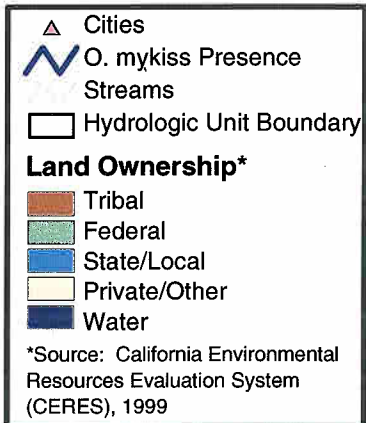 Cities
O. mykiss Presence
Streams
Hydrologic Unit Boundary
Land Ownership*
Tribal
Federal
State/Local
Private/Other
Water
*Source: California Environmental
Resources Evaluation System
(CERES), 1999